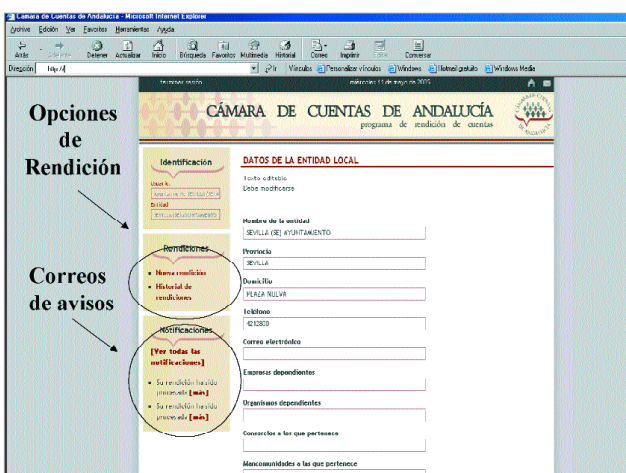 Cámara de Cuentas de Andalucía - Microsoft Internet Explorer
Archivo Edición Ver Favoritos Herramientas Ayuda
Atrás Adelante Detener Actualizar Inicio Búsqueda Favoritos Multimedia Historial Correo Imprimir Editar Conversar
Dirección http:// Ir Vínculos Personalizar vínculos Windows Hotmail gratuito Windows Media
terminar sesión miércoles 11 de mayo de 2005
CÁMARA DE CUENTAS DE ANDALUCÍA
programa de rendición de cuentas
Opciones
de
Rendición
Correos
de avisos
Identificación
Usuario
Entidad
SEVILLA (SE) AYUNTAMIENTO
Rendiciones
Nueva rendición
Historial de
rendiciones
Notificaciones
[Ver todas las
notificaciones]
Su rendición ha sido
procesada [más]
Su rendición ha sido
procesada [más]
DATOS DE LA ENTIDAD LOCAL
Texto editable
Debe modificarse
Nombre de la entidad
SEVILLA (SE) AYUNTAMIENTO
Provincia
SEVILLA
Domicilio
PLAZA NUEVA
Teléfono
4212800
Correo electrónico
Empresas dependientes
Organismos dependientes
Consorcios a los que pertenece
Mancomunidades a las que pertenece